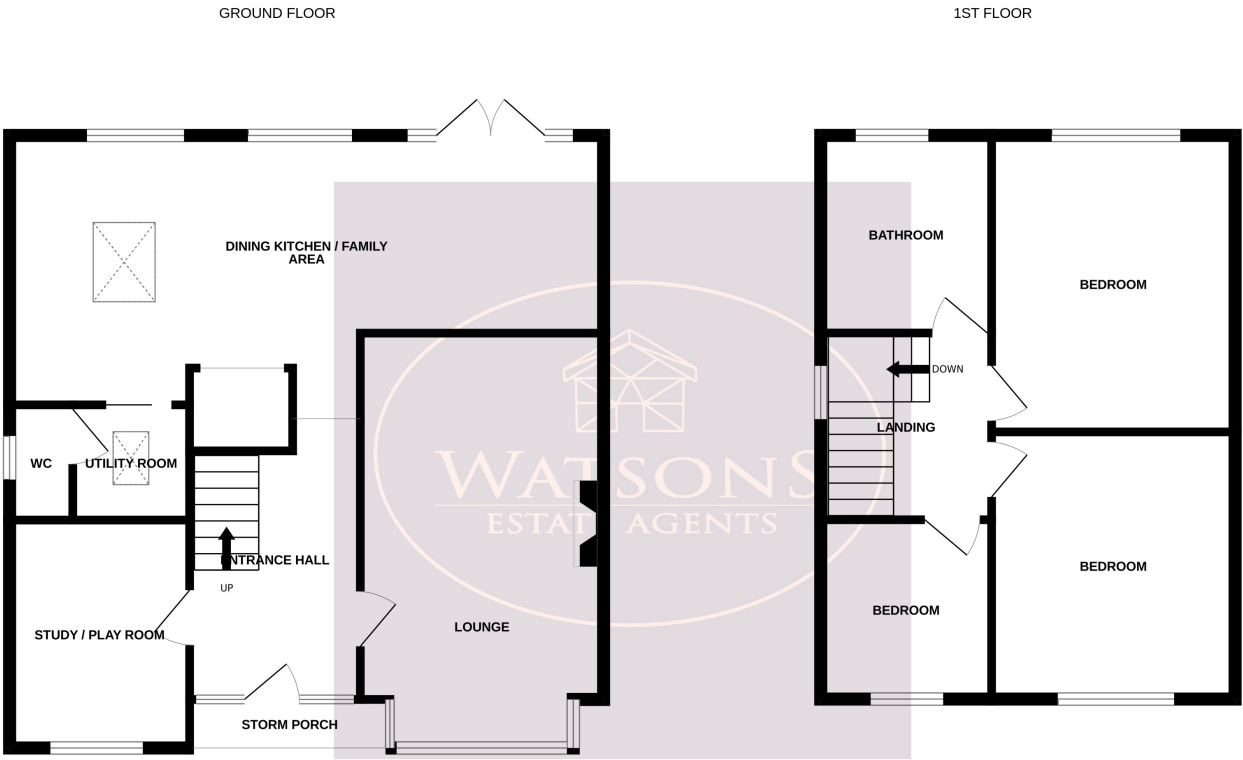 GROUND FLOOR
1ST FLOOR
DINING KITCHEN / FAMILY
AREA
BATHROOM
BEDROOM
DOWN
LANDING
WC
UTILITY ROOM
WATSONS
ESTATE AGENTS
ENTRANCE HALL
UP
BEDROOM
BEDROOM
STUDY / PLAY ROOM
LOUNGE
STORM PORCH